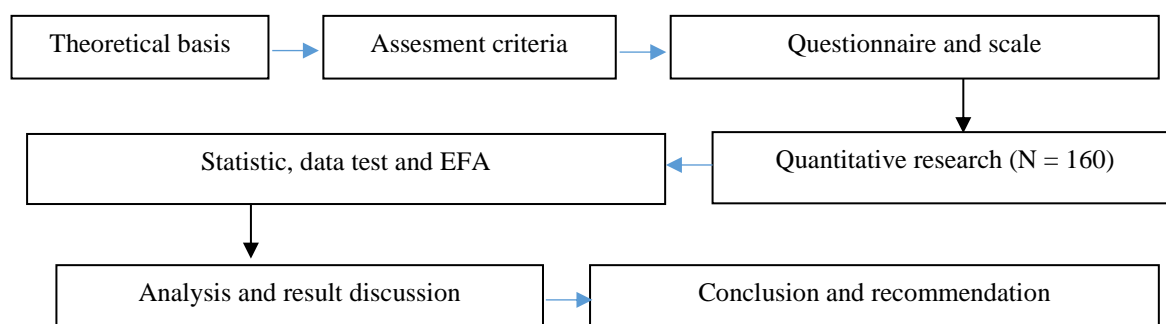 Theoretical basis
Assesment criteria
Questionnaire and scale
Quantitative research (N = 160)
Statistic, data test and EFA
Analysis and result discussion
Conclusion and recommendation